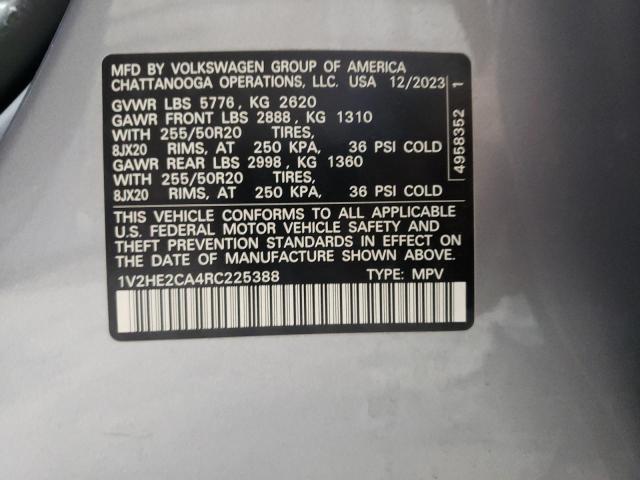 MFD BY VOLKSWAGEN GROUP OF AMERICA
CHATTANOOGA OPERATIONS, LLC. USA 12/2023
GVWR LBS 5776, KG 2620
GAWR FRONT LBS 2888, KG 1310
WITH 255/50R20 TIRES,
8JX20 RIMS, AT 250 KPA, 36 PSI COLD
GAWR REAR LBS 2998, KG 1360
WITH 255/50R20 TIRES,
8JX20 RIMS, AT 250 KPA, 36 PSI COLD
THIS VEHICLE CONFORMS TO ALL APPLICABLE
U.S. FEDERAL MOTOR VEHICLE SAFETY AND
THEFT PREVENTION STANDARDS IN EFFECT ON
THE DATE OF MANUFACTURE SHOWN ABOVE.
1V2HE2CA4RC225388 TYPE: MPV
4958352 1